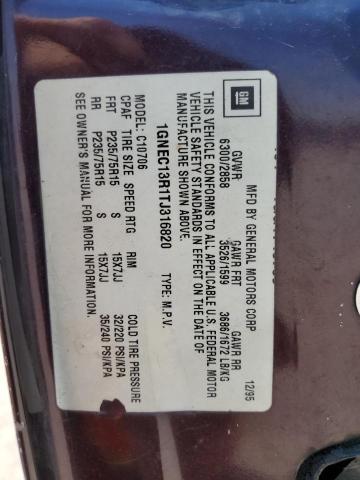 GM
MFD BY GENERAL MOTORS CORP 12/95
GVWR GAWR FRT GAWR RR
6300/2858 3526/1599 3686/1672 LB/KG
THIS VEHICLE CONFORMS TO ALL APPLICABLE U.S. FEDERAL MOTOR
VEHICLE SAFETY STANDARDS IN EFFECT ON THE DATE OF
MANUFACTURE SHOWN ABOVE.
1GNEC13R1TJ316820 TYPE: M.P.V.
MODEL: C10706
CPAF TIRE SIZE SPEED RTG RIM COLD TIRE PRESSURE
FRT P235/75R15 S 15X7JJ 32/220 PSI/KPA
RR P235/75R15 S 15X7JJ 35/240 PSI/KPA
SEE OWNER'S MANUAL FOR MORE INFORMATION.